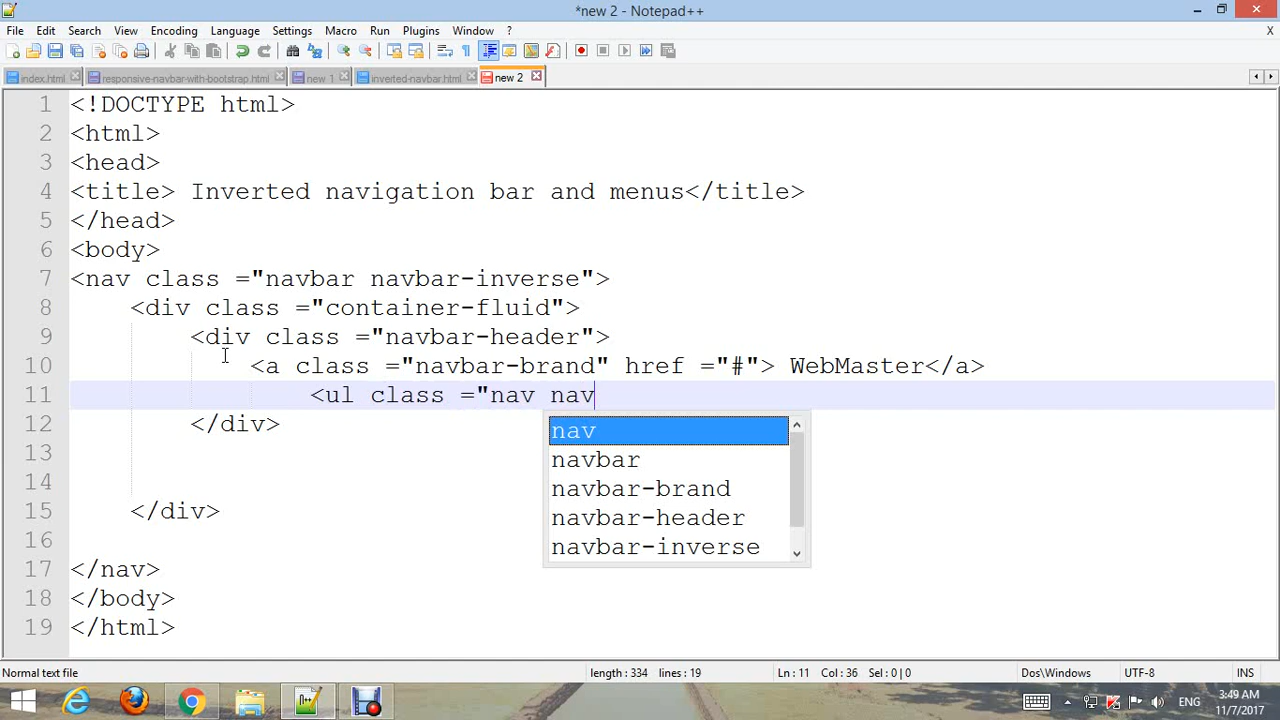 *new 2 - Notepad++
File Edit Search View Encoding Language Settings Macro Run Plugins Window ? X
index.html responsive-navbar-with-bootstrap.html new 1 inverted-navbar.html new 2
1 <!DOCTYPE html>
2 <html>
3 <head>
4 <title> Inverted navigation bar and menus</title>
5 </head>
6 <body>
7 <nav class ="navbar navbar-inverse">
8 <div class ="container-fluid">
9 <div class ="navbar-header">
10 <a class ="navbar-brand" href ="#"> WebMaster</a>
11 <ul class ="nav nav
12 </div>
nav
13
navbar
14
navbar-brand
15 </div>
navbar-header
16
navbar-inverse
17 </nav>
18 </body>
19 </html>
Normal text file length : 334 lines : 19 Ln : 11 Col : 36 Sel : 0 | 0 Dos\Windows UTF-8 INS
ENG 3:49 AM
11/7/2017